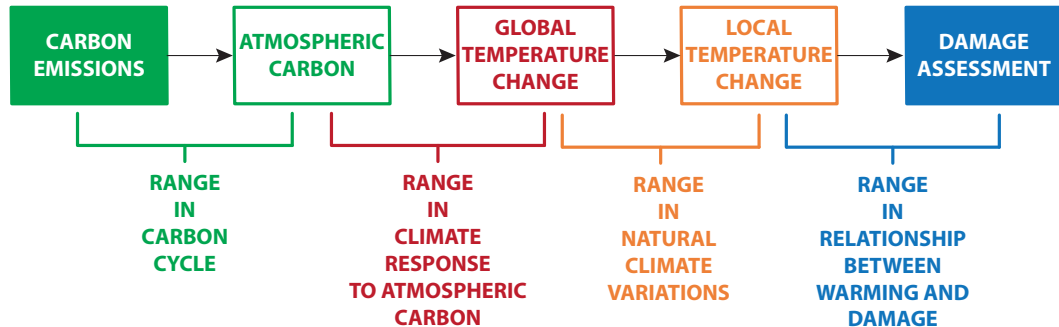 CARBON
EMISSIONS
ATMOSPHERIC
CARBON
GLOBAL
TEMPERATURE
CHANGE
LOCAL
TEMPERATURE
CHANGE
DAMAGE
ASSESSMENT
RANGE
IN
CARBON
CYCLE
RANGE
IN
CLIMATE
RESPONSE
TO ATMOSPHERIC
CARBON
RANGE
IN
NATURAL
CLIMATE
VARIATIONS
RANGE
IN
RELATIONSHIP
BETWEEN
WARMING AND
DAMAGE